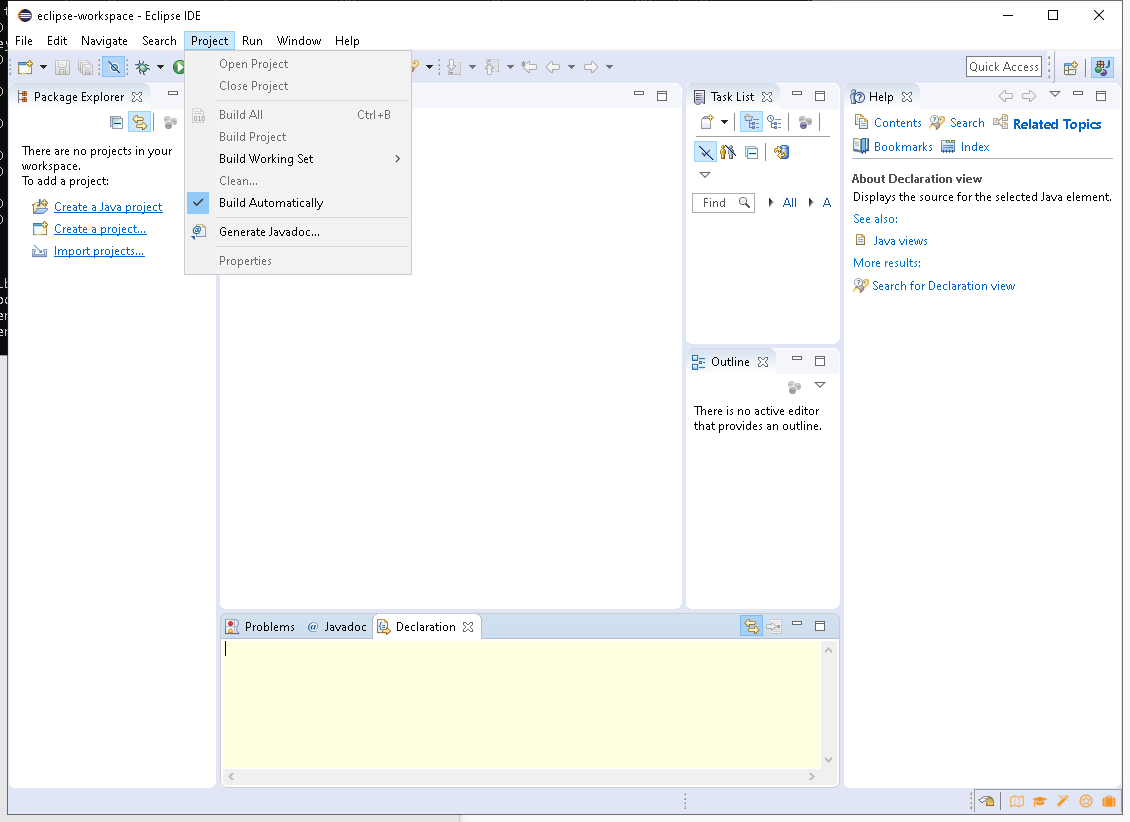 eclipse-workspace - Eclipse IDE
File Edit Navigate Search Project Run Window Help
Quick Access
Open Project
Close Project
Build All Ctrl+B
Build Project
Build Working Set
Clean...
Build Automatically
Generate Javadoc...
Properties
Package Explorer
There are no projects in your
workspace.
To add a project:
Create a Java project
Create a project...
Import projects...
Task List
Find All A
Outline
There is no active editor
that provides an outline.
Help
Contents Search Related Topics
Bookmarks Index
About Declaration view
Displays the source for the selected Java element.
See also:
Java views
More results:
Search for Declaration view
Problems @ Javadoc Declaration